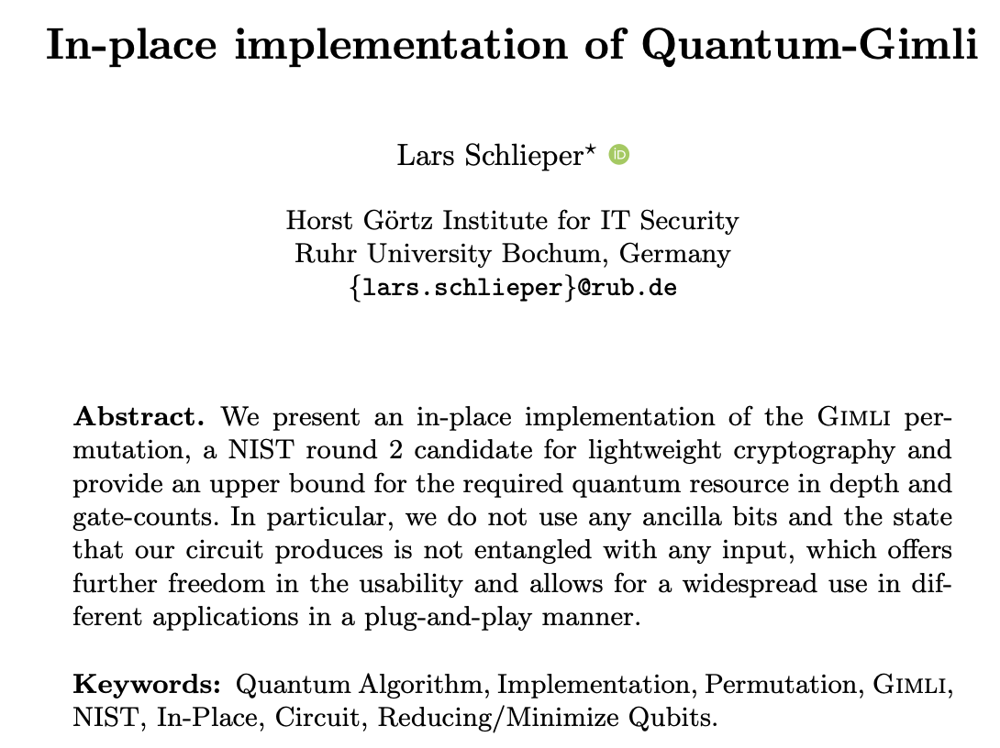 In-place implementation of Quantum-Gimli
Lars Schlieper⋆ iD
Horst Görtz Institute for IT Security
Ruhr University Bochum, Germany
{lars.schlieper}@rub.de
Abstract. We present an in-place implementation of the GIMLI per-
mutation, a NIST round 2 candidate for lightweight cryptography and
provide an upper bound for the required quantum resource in depth and
gate-counts. In particular, we do not use any ancilla bits and the state
that our circuit produces is not entangled with any input, which offers
further freedom in the usability and allows for a widespread use in dif-
ferent applications in a plug-and-play manner.
Keywords: Quantum Algorithm, Implementation, Permutation, GIMLI,
NIST, In-Place, Circuit, Reducing/Minimize Qubits.